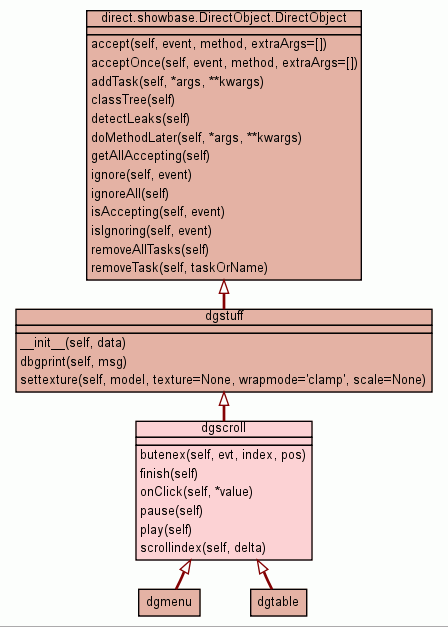 direct.showbase.DirectObject.DirectObject
accept(self, event, method, extraArgs=[])
acceptOnce(self, event, method, extraArgs=[])
addTask(self, *args, **kwargs)
classTree(self)
detectLeaks(self)
doMethodLater(self, *args, **kwargs)
getAllAccepting(self)
ignore(self, event)
ignoreAll(self)
isAccepting(self, event)
isIgnoring(self, event)
removeAllTasks(self)
removeTask(self, taskOrName)
dgstuff
__init__(self, data)
dbgprint(self, msg)
settexture(self, model, texture=None, wrapmode='clamp', scale=None)
dgscroll
butenex(self, evt, index, pos)
finish(self)
onClick(self, *value)
pause(self)
play(self)
scrollindex(self, delta)
dgmenu
dgtable